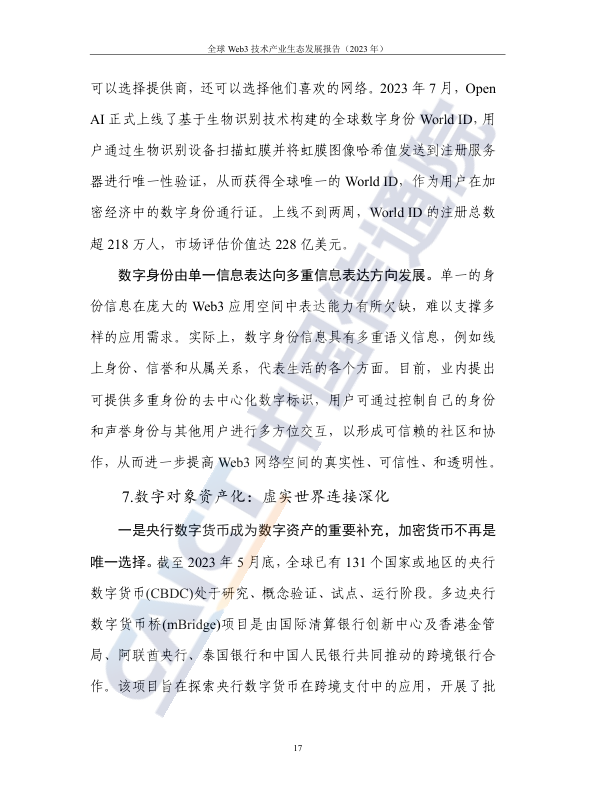 全球 Web3 技术产业生态发展报告（2023 年）
可以选择提供商，还可以选择他们喜欢的网络。2023 年 7 月，Open
AI 正式上线了基于生物识别技术构建的全球数字身份 World ID，用
户通过生物识别设备扫描虹膜并将虹膜图像哈希值发送到注册服务
器进行唯一性验证，从而获得全球唯一的 World ID，作为用户在加
密经济中的数字身份通行证。上线不到两周，World ID 的注册总数
超 218 万人，市场评估价值达 228 亿美元。
数字身份由单一信息表达向多重信息表达方向发展。单一的身
份信息在庞大的 Web3 应用空间中表达能力有所欠缺，难以支撑多
样的应用需求。实际上，数字身份信息具有多重语义信息，例如线
上身份、信誉和从属关系，代表生活的各个方面。目前，业内提出
可提供多重身份的去中心化数字标识，用户可通过控制自己的身份
和声誉身份与其他用户进行多方位交互，以形成可信赖的社区和协
作，从而进一步提高 Web3 网络空间的真实性、可信性、和透明性。
7.数字对象资产化：虚实世界连接深化
一是央行数字货币成为数字资产的重要补充，加密货币不再是
唯一选择。截至 2023 年 5 月底，全球已有 131 个国家或地区的央行
数字货币(CBDC)处于研究、概念验证、试点、运行阶段。多边央行
数字货币桥(mBridge)项目是由国际清算银行创新中心及香港金管
局、阿联酋央行、泰国银行和中国人民银行共同推动的跨境银行合
作。该项目旨在探索央行数字货币在跨境支付中的应用，开展了批
17
CAICT 中国信通院